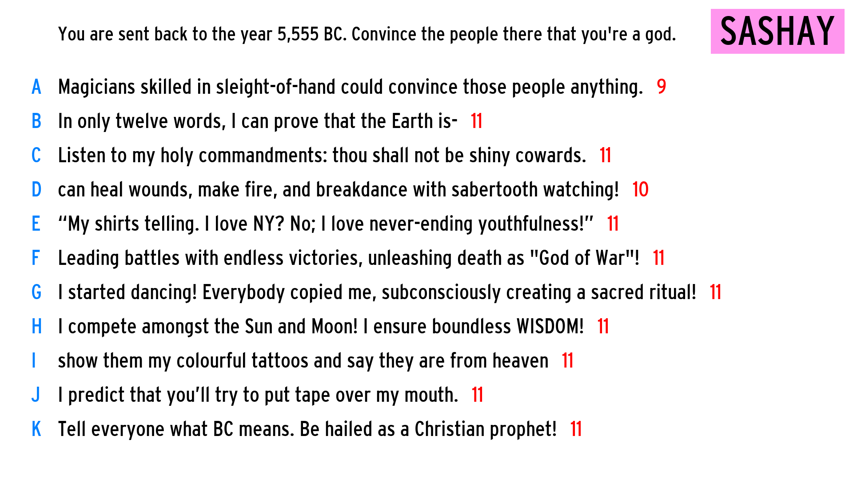 You are sent back to the year 5,555 BC. Convince the people there that you're a god.
SASHAY
A Magicians skilled in sleight-of-hand could convince those people anything. 9
B In only twelve words, I can prove that the Earth is- 11
C Listen to my holy commandments: thou shall not be shiny cowards. 11
D can heal wounds, make fire, and breakdance with sabertooth watching! 10
E “My shirts telling. I love NY? No; I love never-ending youthfulness!” 11
F Leading battles with endless victories, unleashing death as "God of War"! 11
G I started dancing! Everybody copied me, subconsciously creating a sacred ritual! 11
H I compete amongst the Sun and Moon! I ensure boundless WISDOM! 11
I show them my colourful tattoos and say they are from heaven 11
J I predict that you’ll try to put tape over my mouth. 11
K Tell everyone what BC means. Be hailed as a Christian prophet! 11